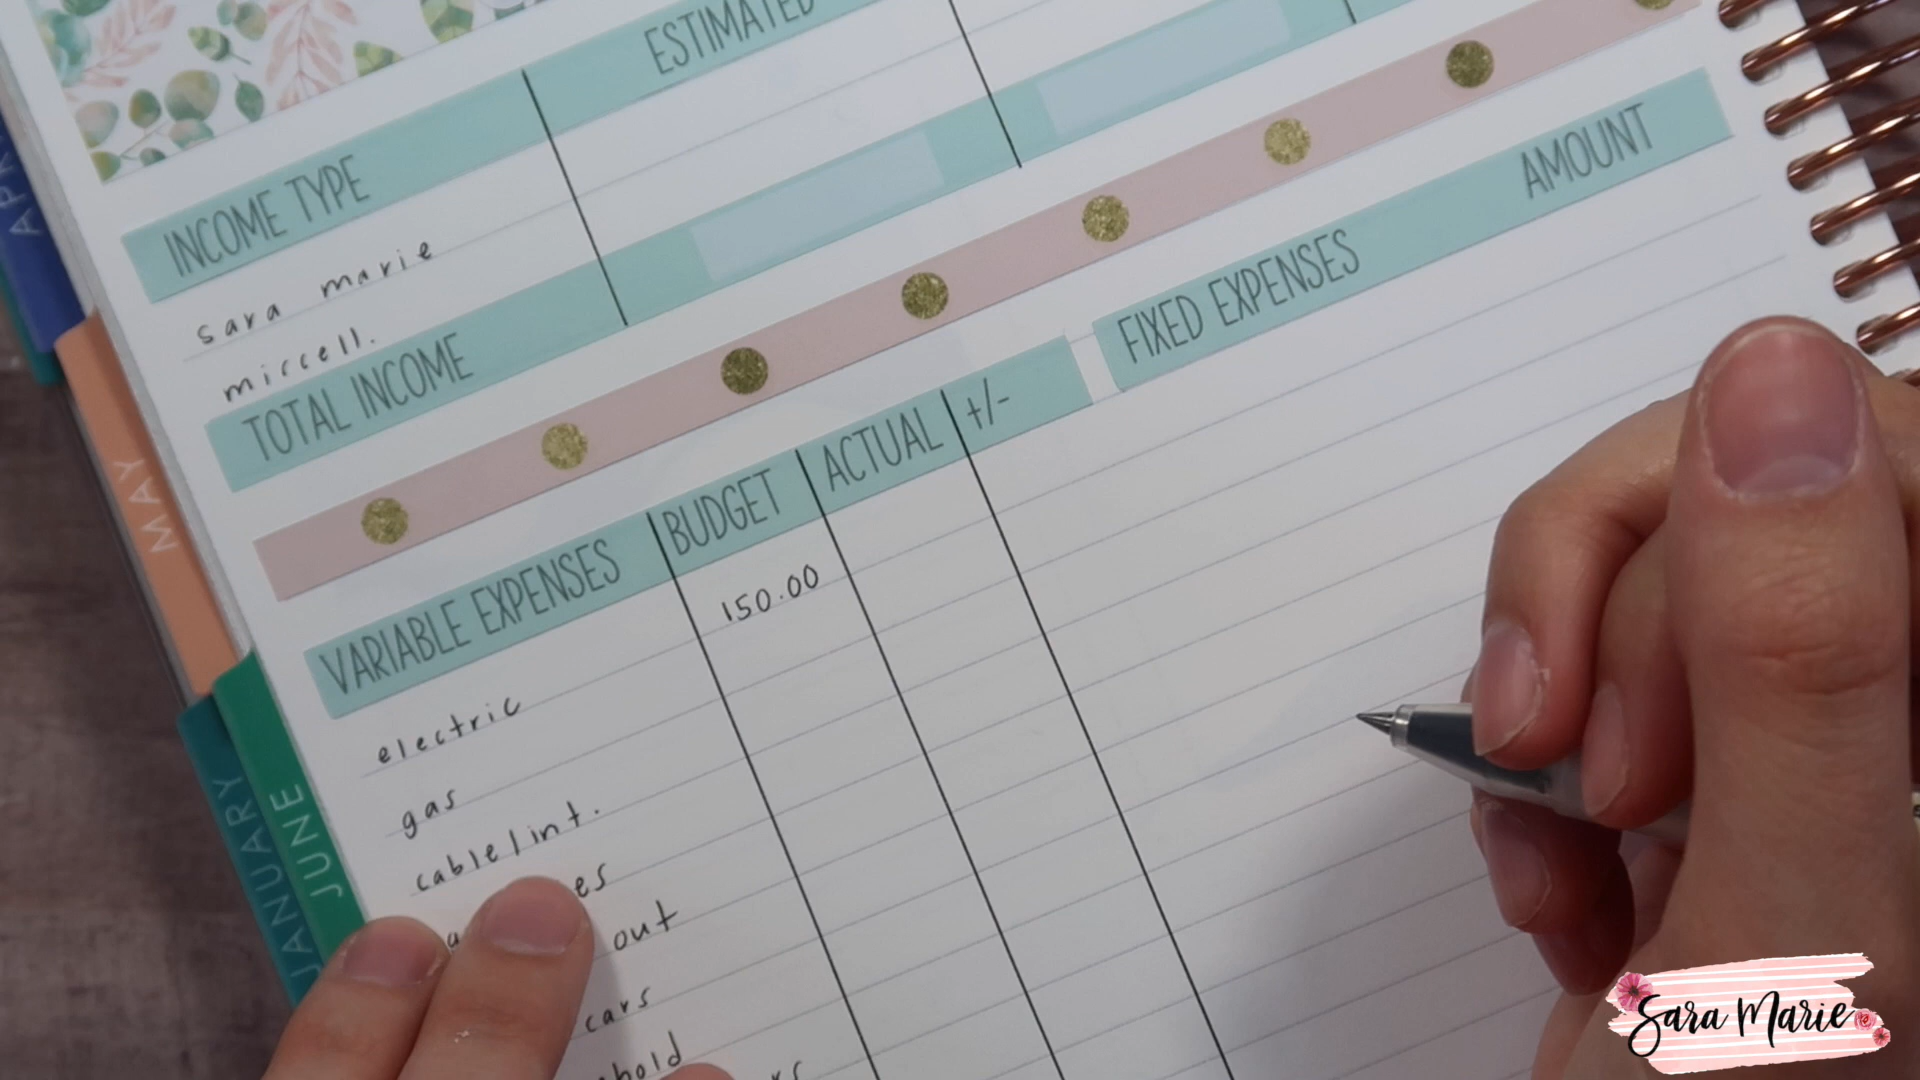 ESTIMATED
INCOME TYPE
sara marie
miscell.
TOTAL INCOME
VARIABLE EXPENSES BUDGET ACTUAL +/-
FIXED EXPENSES AMOUNT
electric 150.00
gas
cable/int.
out
cars
MAY
JUNE
JANUARY
Sara Marie